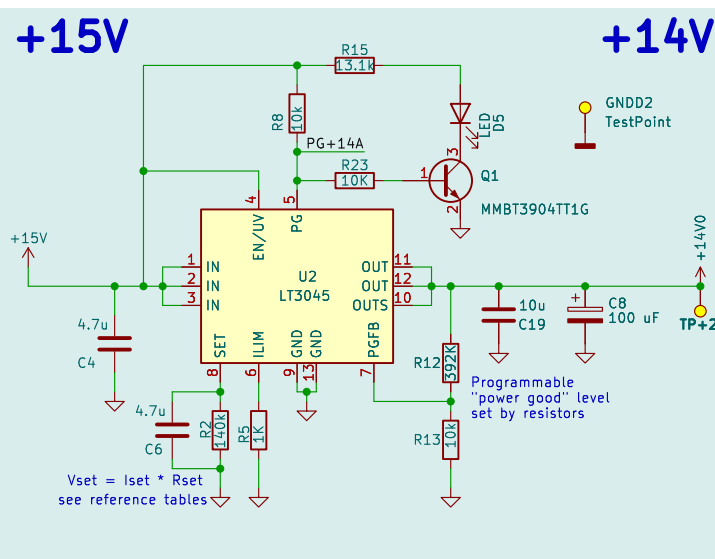 +15V
+14V
R15
13.1k
R8
10k
PG+14A
R23
10K
LED
D5
3
1
2
Q1
MMBT3904TT1G
GNDD2
TestPoint
+15V
+14V0
4
5
EN/UV
PG
1
IN
2
IN
3
IN
U2
LT3045
OUT
11
OUT
12
OUTS
10
SET
ILIM
GND
GND
PGFB
8
6
9
13
7
4.7u
C4
4.7u
C6
R2
140k
R5
1K
R12
392K
R13
10k
10u
C19
+
C8
100 uF
TP+2
Programmable
"power good" level
set by resistors
Vset = Iset * Rset
see reference tables